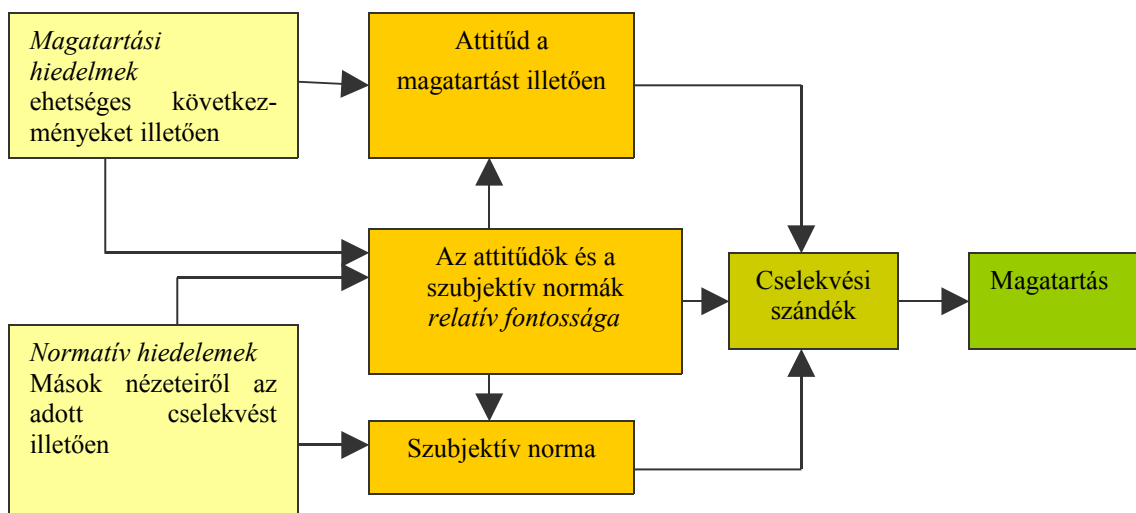 Magatartási
hiedelmek
ehetséges követkéz-
ményeket illetően
Attitűd a
magatartást illetően
Az attitűdök és a
szubjektív normák
relatív fontossága
Cselekvési
szándék
Magatartás
Normatív hiedelemek
Mások nézeteiről az
adott cselekvést
illetően
Szubjektív norma